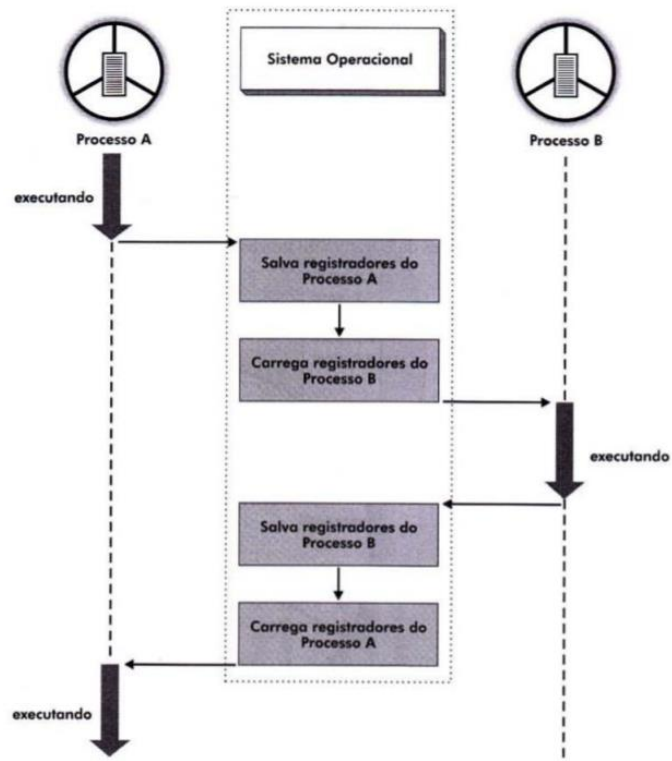 Sistema Operacional
Processo A
Processo B
executando
Salva registradores do
Processo A
Carrega registradores do
Processo B
executando
Salva registradores do
Processo B
Carrega registradores do
Processo A
executando